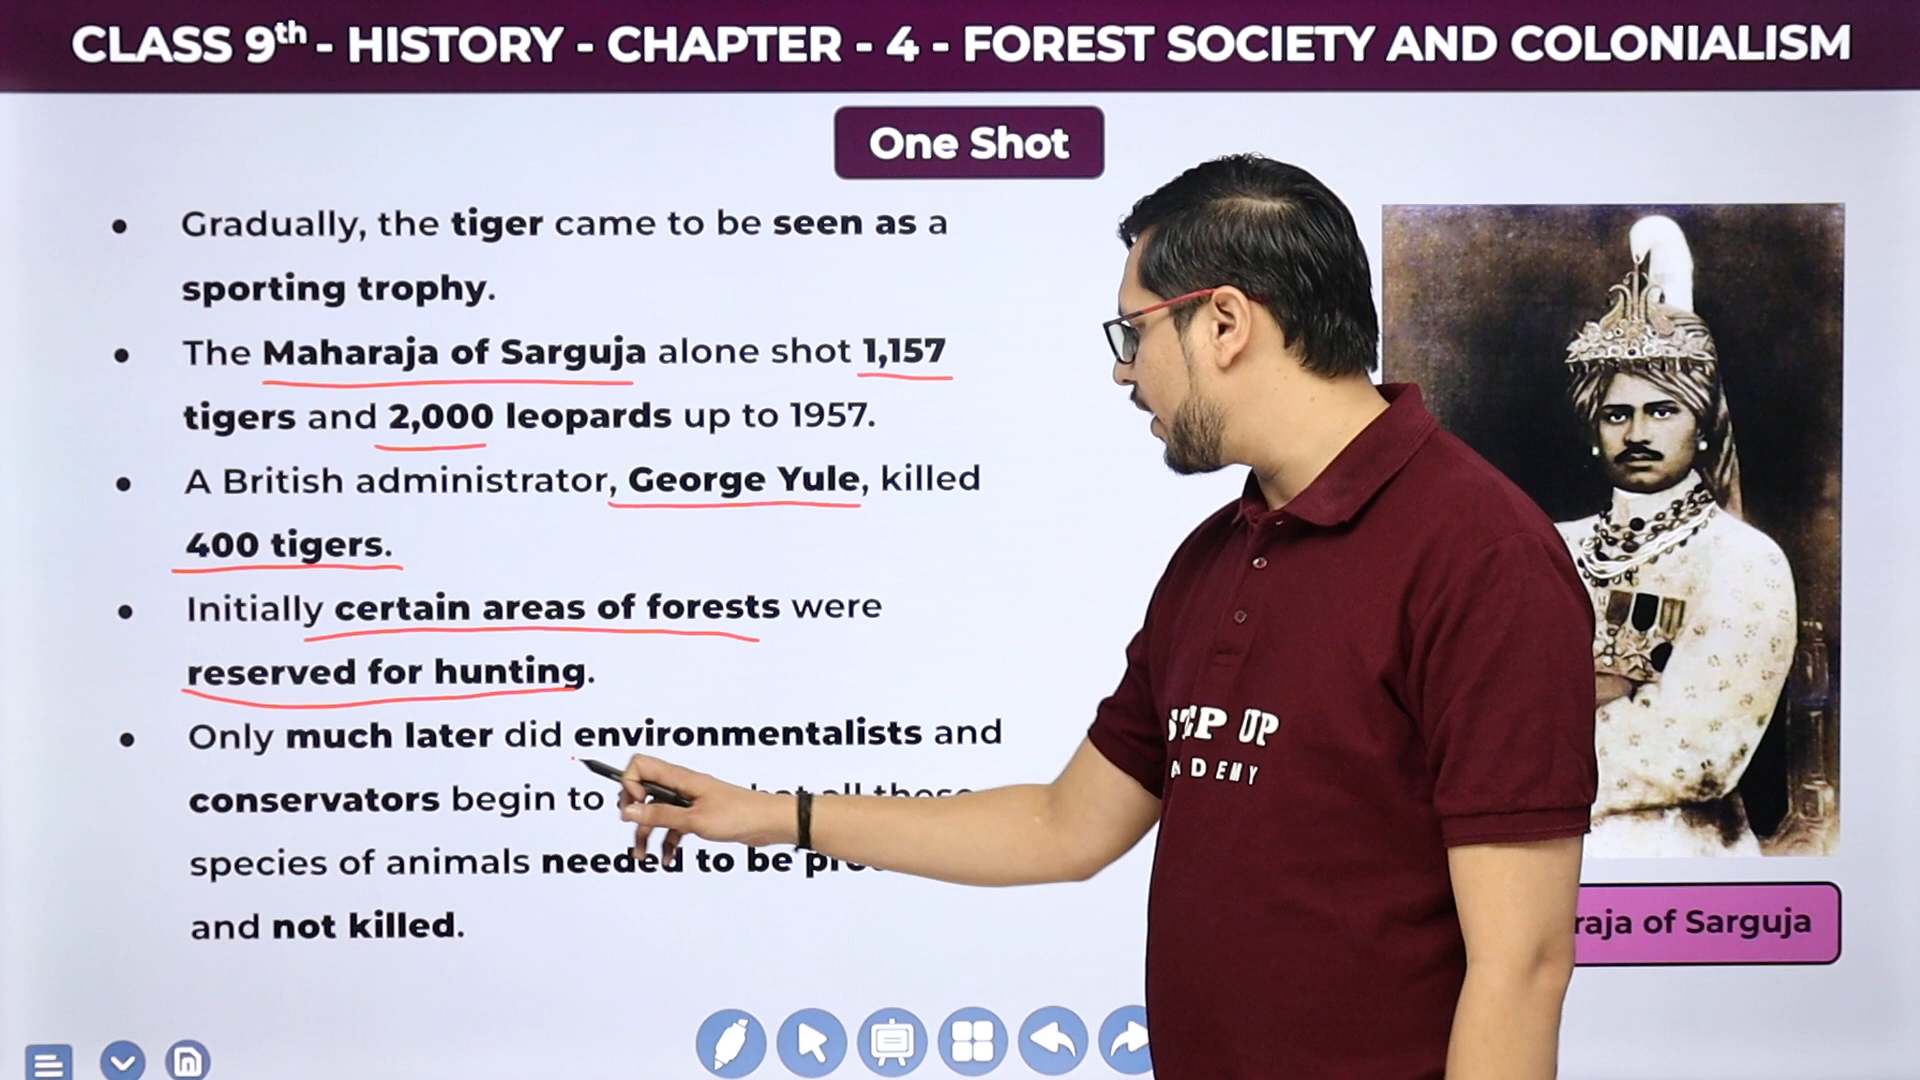 CLASS 9th - HISTORY - CHAPTER - 4 - FOREST SOCIETY AND COLONIALISM
One Shot
• Gradually, the tiger came to be seen as a
sporting trophy.
• The Maharaja of Sarguja alone shot 1,157
tigers and 2,000 leopards up to 1957.
• A British administrator, George Yule, killed
400 tigers.
• Initially certain areas of forests were
reserved for hunting.
• Only much later did environmentalists and
conservators begin to
species of animals needed to be
and not killed.
of Sarguja
STEP UP